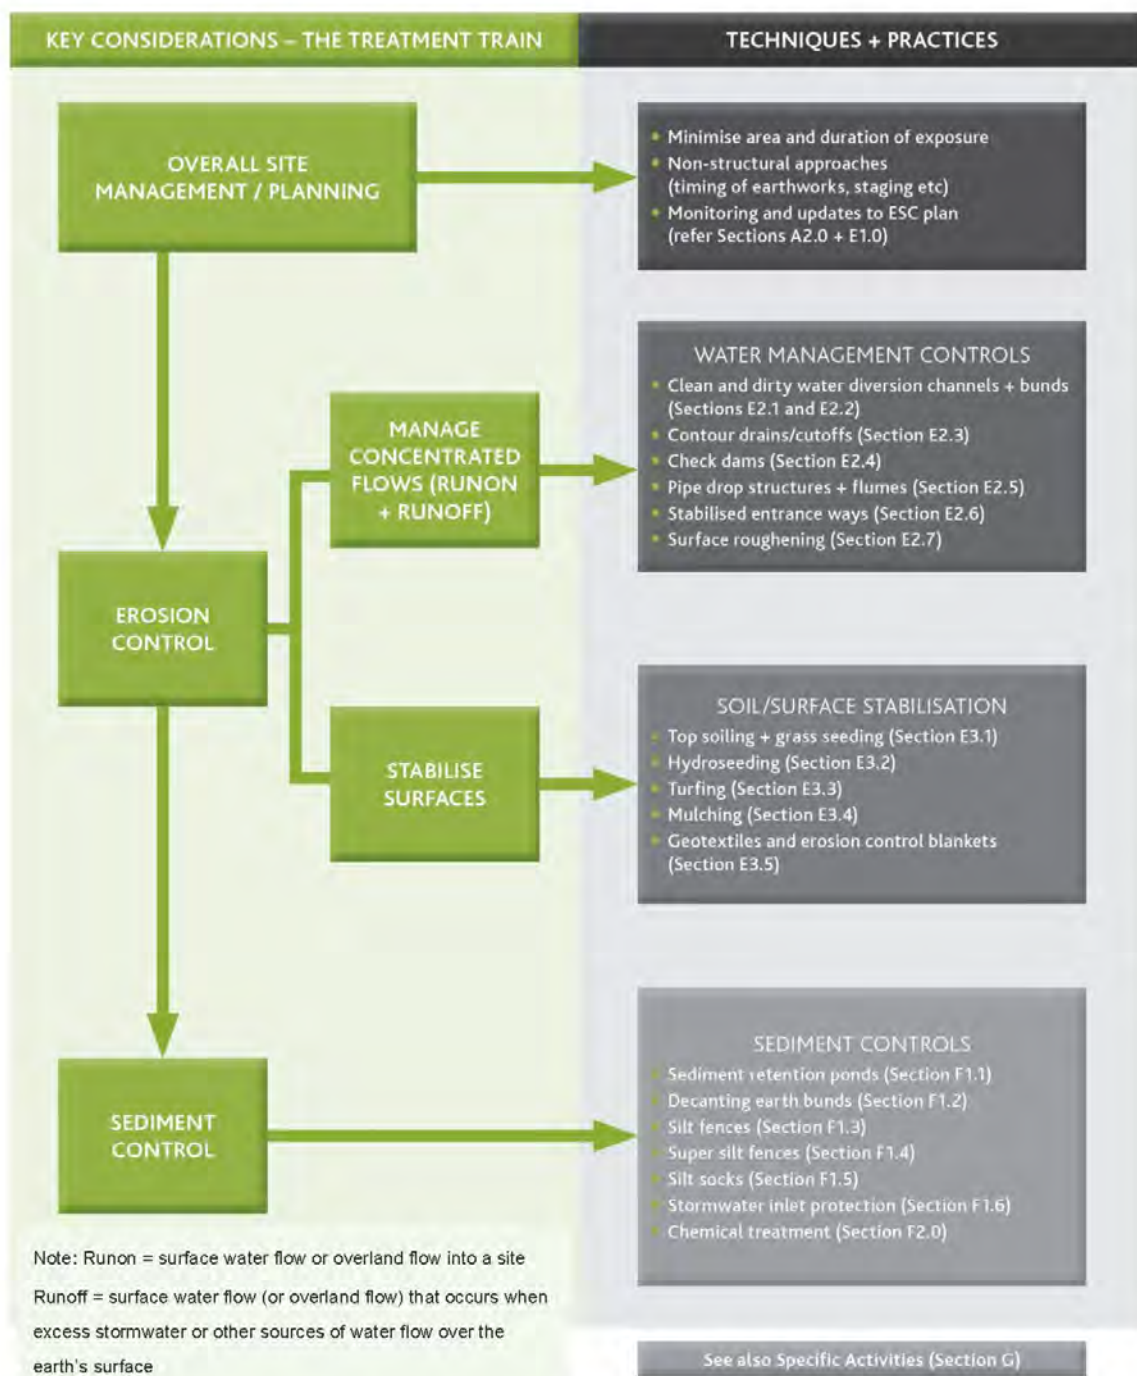 KEY CONSIDERATIONS – THE TREATMENT TRAIN
TECHNIQUES + PRACTICES
OVERALL SITE
MANAGEMENT / PLANNING
• Minimise area and duration of exposure
• Non-structural approaches
(timing of earthworks, staging etc)
• Monitoring and updates to ESC plan
(refer Sections A2.0 + E1.0)
EROSION
CONTROL
MANAGE
CONCENTRATED
FLOWS (RUNON
+ RUNOFF)
WATER MANAGEMENT CONTROLS
• Clean and dirty water diversion channels + bunds
(Sections E2.1 and E2.2)
• Contour drains/cutoffs (Section E2.3)
• Check dams (Section E2.4)
• Pipe drop structures + flumes (Section E2.5)
• Stabilised entrance ways (Section E2.6)
• Surface roughening (Section E2.7)
STABILISE
SURFACES
SOIL/SURFACE STABILISATION
• Top soiling + grass seeding (Section E3.1)
• Hydroseeding (Section E3.2)
• Turfing (Section E3.3)
• Mulching (Section E3.4)
• Geotextiles and erosion control blankets
(Section E3.5)
SEDIMENT
CONTROL
SEDIMENT CONTROLS
• Sediment retention ponds (Section F1.1)
• Decanting earth bunds (Section F1.2)
• Silt fences (Section F1.3)
• Super silt fences (Section F1.4)
• Silt socks (Section F1.5)
• Stormwater inlet protection (Section F1.6)
• Chemical treatment (Section F2.0)
Note: Runon = surface water flow or overland flow into a site
Runoff = surface water flow (or overland flow) that occurs when
excess stormwater or other sources of water flow over the
earth's surface
See also Specific Activities (Section G)